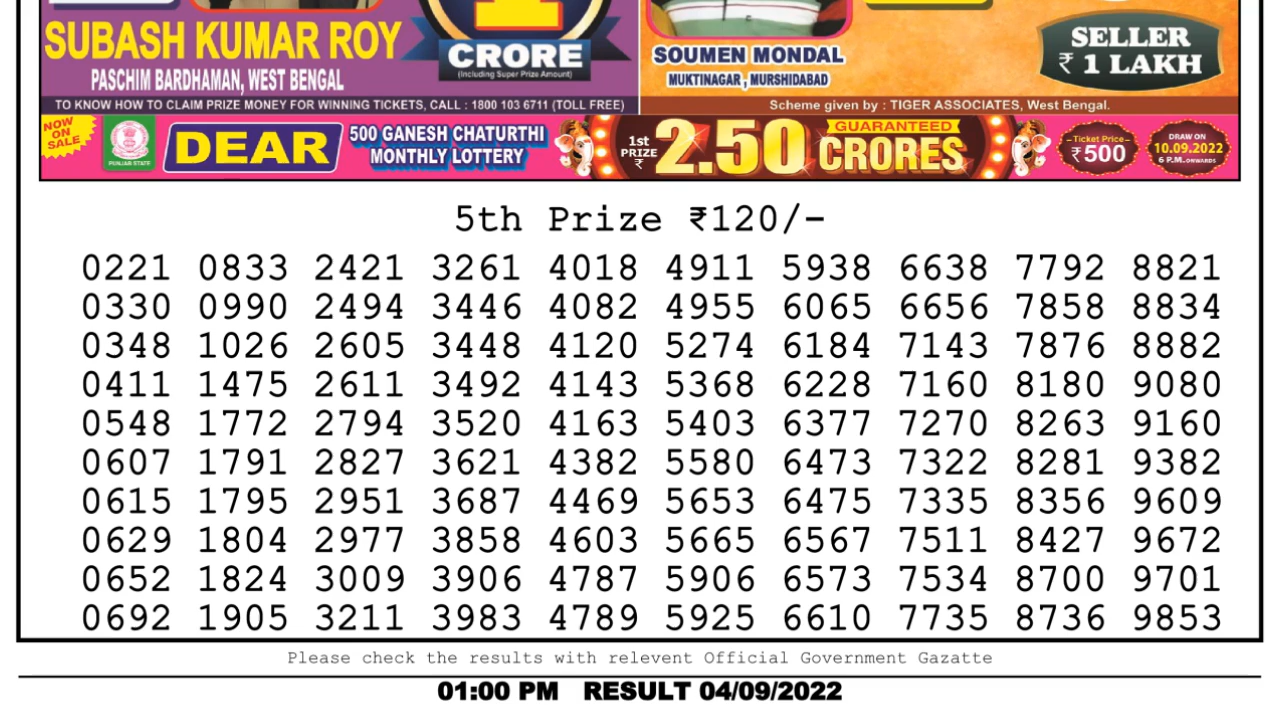 SUBASH KUMAR ROY
PASCHIM BARDHAMAN, WEST BENGAL
1
CRORE
(Including Super Prize Amount)
SOUMEN MONDAL
MUKTINAGAR, MURSHIDABAD
SELLER
₹ 1 LAKH
TO KNOW HOW TO CLAIM PRIZE MONEY FOR WINNING TICKETS, CALL : 1800 103 6711 (TOLL FREE)
Scheme given by : TIGER ASSOCIATES, West Bengal.
NOW
ON
SALE
PUNJAB STATE
DEAR
500 GANESH CHATURTHI
MONTHLY LOTTERY
1st
PRIZE
₹
2.50
GUARANTEED
CRORES
Ticket Price
₹500
DRAW ON
10.09.2022
6 P.M. ONWARDS
5th Prize ₹120/-
0221 0833 2421 3261 4018 4911 5938 6638 7792 8821
0330 0990 2494 3446 4082 4955 6065 6656 7858 8834
0348 1026 2605 3448 4120 5274 6184 7143 7876 8882
0411 1475 2611 3492 4143 5368 6228 7160 8180 9080
0548 1772 2794 3520 4163 5403 6377 7270 8263 9160
0607 1791 2827 3621 4382 5580 6473 7322 8281 9382
0615 1795 2951 3687 4469 5653 6475 7335 8356 9609
0629 1804 2977 3858 4603 5665 6567 7511 8427 9672
0652 1824 3009 3906 4787 5906 6573 7534 8700 9701
0692 1905 3211 3983 4789 5925 6610 7735 8736 9853
Please check the results with relevent Official Government Gazatte
01:00 PM RESULT 04/09/2022